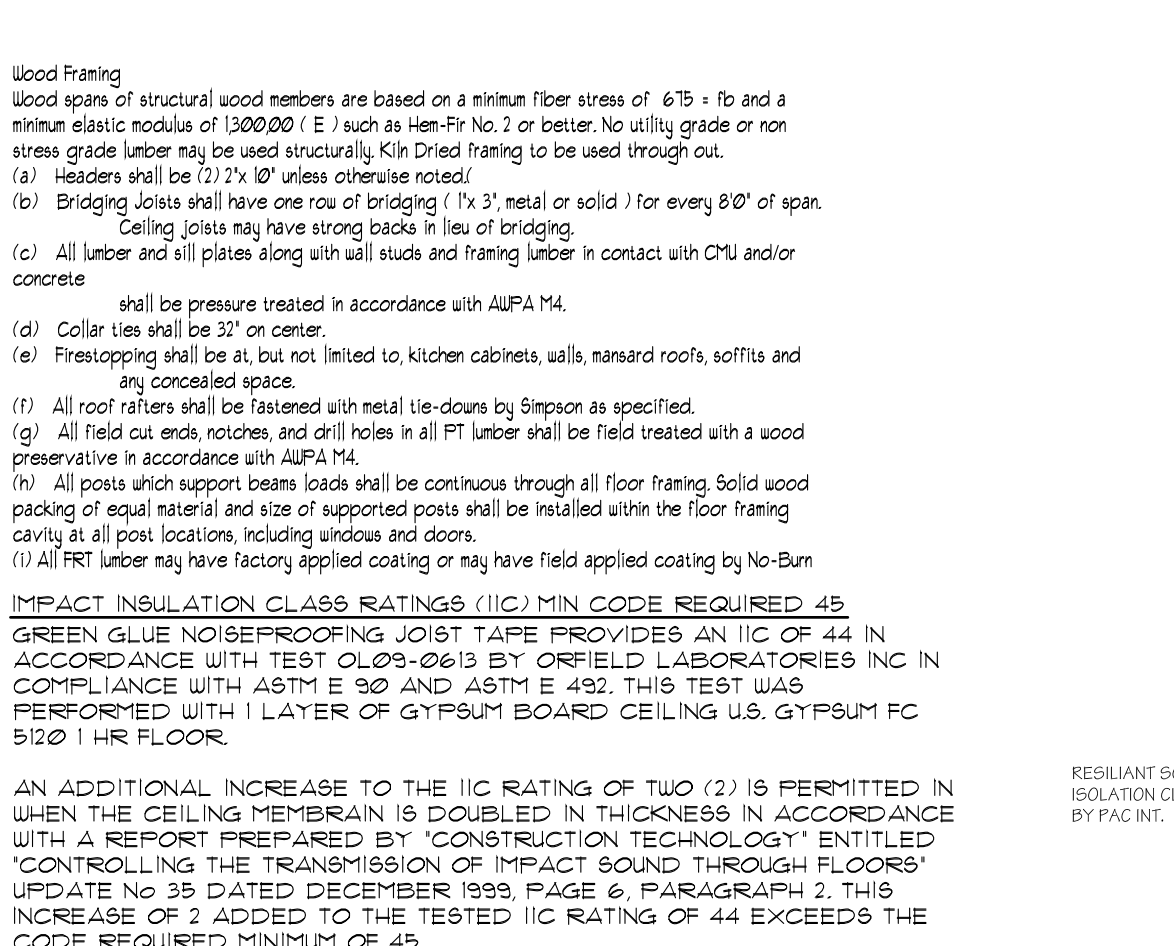 Wood Framing
Wood spans of structural wood members are based on a minimum fiber stress of 675 = fb and a
minimum elastic modulus of 1,300,00 ( E ) such as Hem-Fir No. 2 or better. No utility grade or non
stress grade lumber may be used structurally. Kiln Dried framing to be used through out.
(a) Headers shall be (2) 2"x 10" unless otherwise noted.(
(b) Bridging Joists shall have one row of bridging ( 1"x 3", metal or solid ) for every 8'0" of span.
Ceiling joists may have strong backs in lieu of bridging.
(c) All lumber and sill plates along with wall studs and framing lumber in contact with CMU and/or
concrete
shall be pressure treated in accordance with AWPA M4.
(d) Collar ties shall be 32" on center.
(e) Firestopping shall be at, but not limited to, kitchen cabinets, walls, mansard roofs, soffits and
any concealed space.
(f) All roof rafters shall be fastened with metal tie-downs by Simpson as specified.
(g) All field cut ends, notches, and drill holes in all PT lumber shall be field treated with a wood
preservative in accordance with AWPA M4.
(h) All posts which support beams loads shall be continuous through all floor framing. Solid wood
packing of equal material and size of supported posts shall be installed within the floor framing
cavity at all post locations, including windows and doors.
(i) All FRT lumber may have factory applied coating or may have field applied coating by No-Burn
IMPACT INSULATION CLASS RATINGS (IIC) MIN CODE REQUIRED 45
GREEN GLUE NOISEPROOFING JOIST TAPE PROVIDES AN IIC OF 44 IN
ACCORDANCE WITH TEST OL09-0613 BY ORFIELD LABORATORIES INC IN
COMPLIANCE WITH ASTM E 90 AND ASTM E 492. THIS TEST WAS
PERFORMED WITH 1 LAYER OF GYPSUM BOARD CEILING U.S. GYPSUM FC
5120 1 HR FLOOR.
AN ADDITIONAL INCREASE TO THE IIC RATING OF TWO (2) IS PERMITTED IN
WHEN THE CEILING MEMBRAIN IS DOUBLED IN THICKNESS IN ACCORDANCE
WITH A REPORT PREPARED BY "CONSTRUCTION TECHNOLOGY" ENTITLED
"CONTROLLING THE TRANSMISSION OF IMPACT SOUND THROUGH FLOORS"
UPDATE No 35 DATED DECEMBER 1999, PAGE 6, PARAGRAPH 2. THIS
INCREASE OF 2 ADDED TO THE TESTED IIC RATING OF 44 EXCEEDS THE
CODE REQUIRED MINIMUM OF 45
RESILIANT
ISOLATION
BY PAC INT.